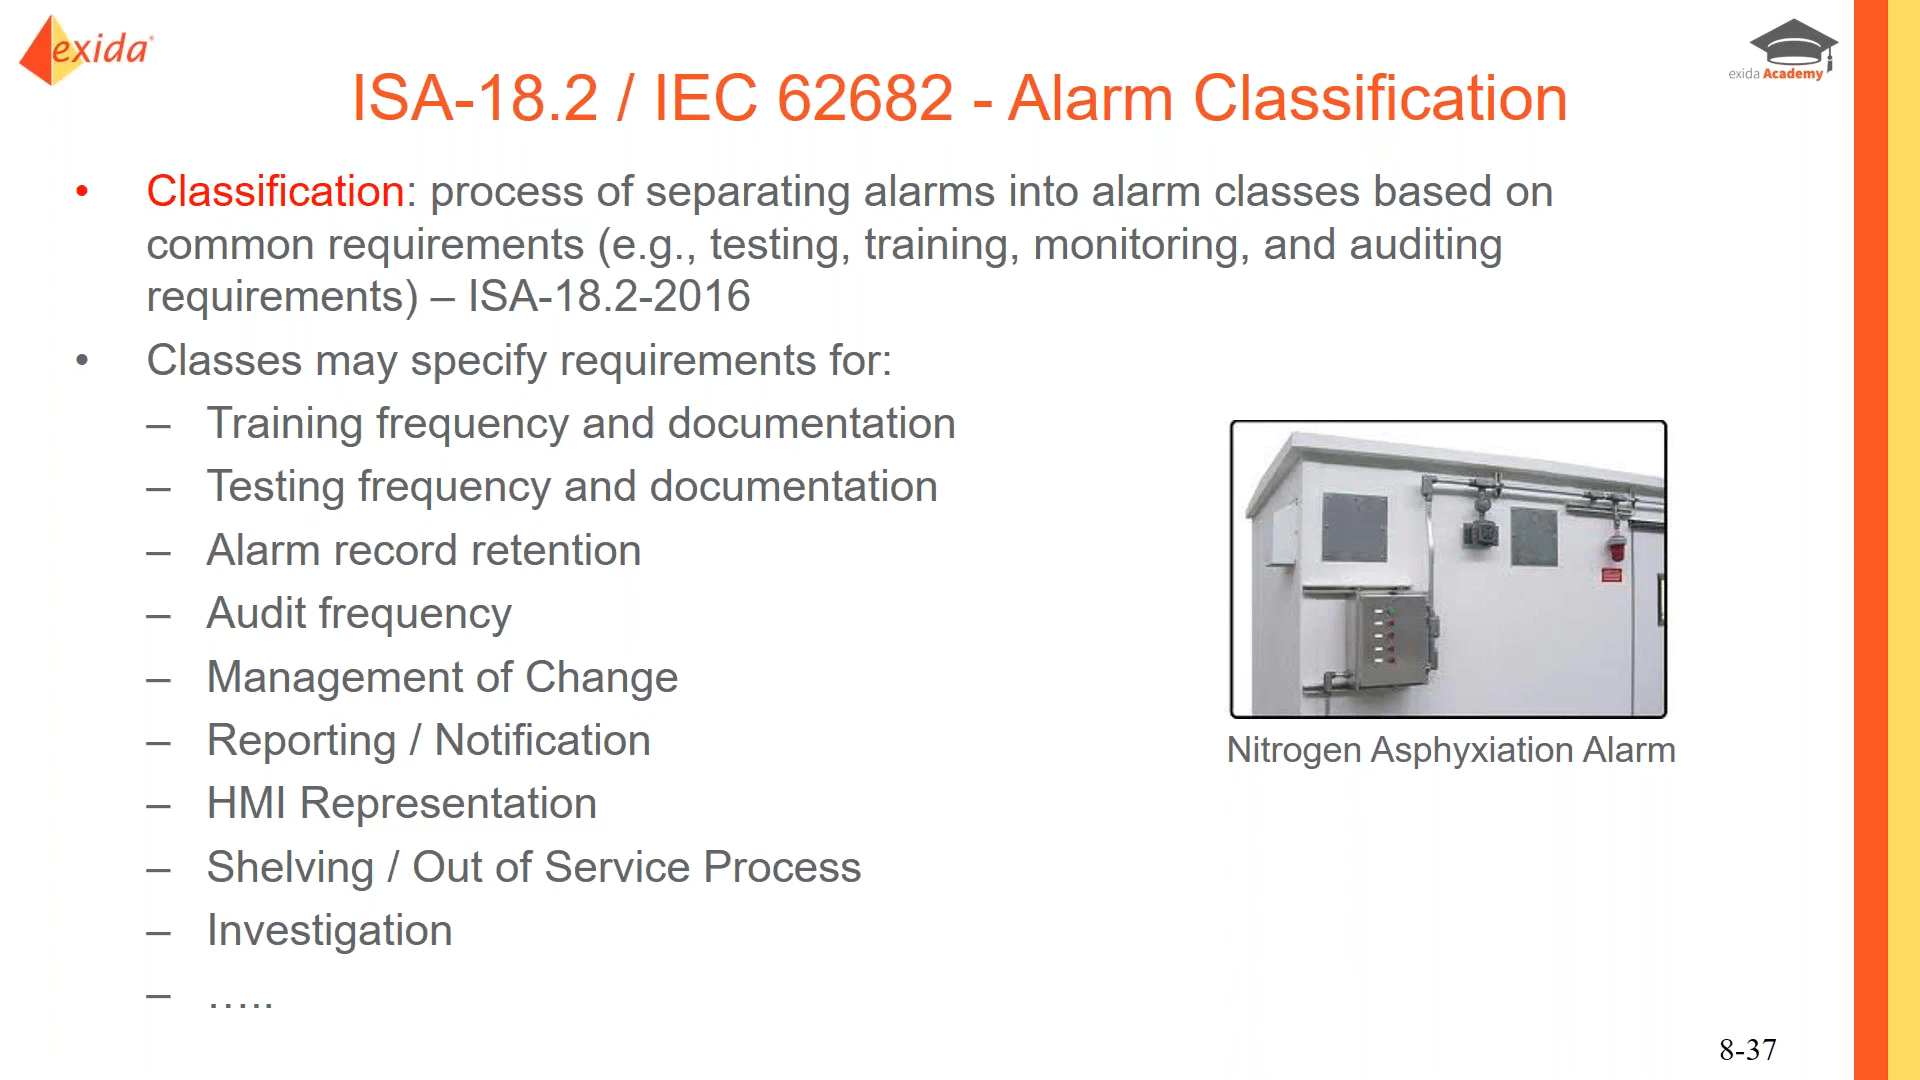 exida
exida Academy
ISA-18.2 / IEC 62682 - Alarm Classification
• Classification: process of separating alarms into alarm classes based on
common requirements (e.g., testing, training, monitoring, and auditing
requirements) – ISA-18.2-2016
• Classes may specify requirements for:
– Training frequency and documentation
– Testing frequency and documentation
– Alarm record retention
– Audit frequency
– Management of Change
– Reporting / Notification
– HMI Representation
– Shelving / Out of Service Process
– Investigation
– …..
Nitrogen Asphyxiation Alarm
8-37